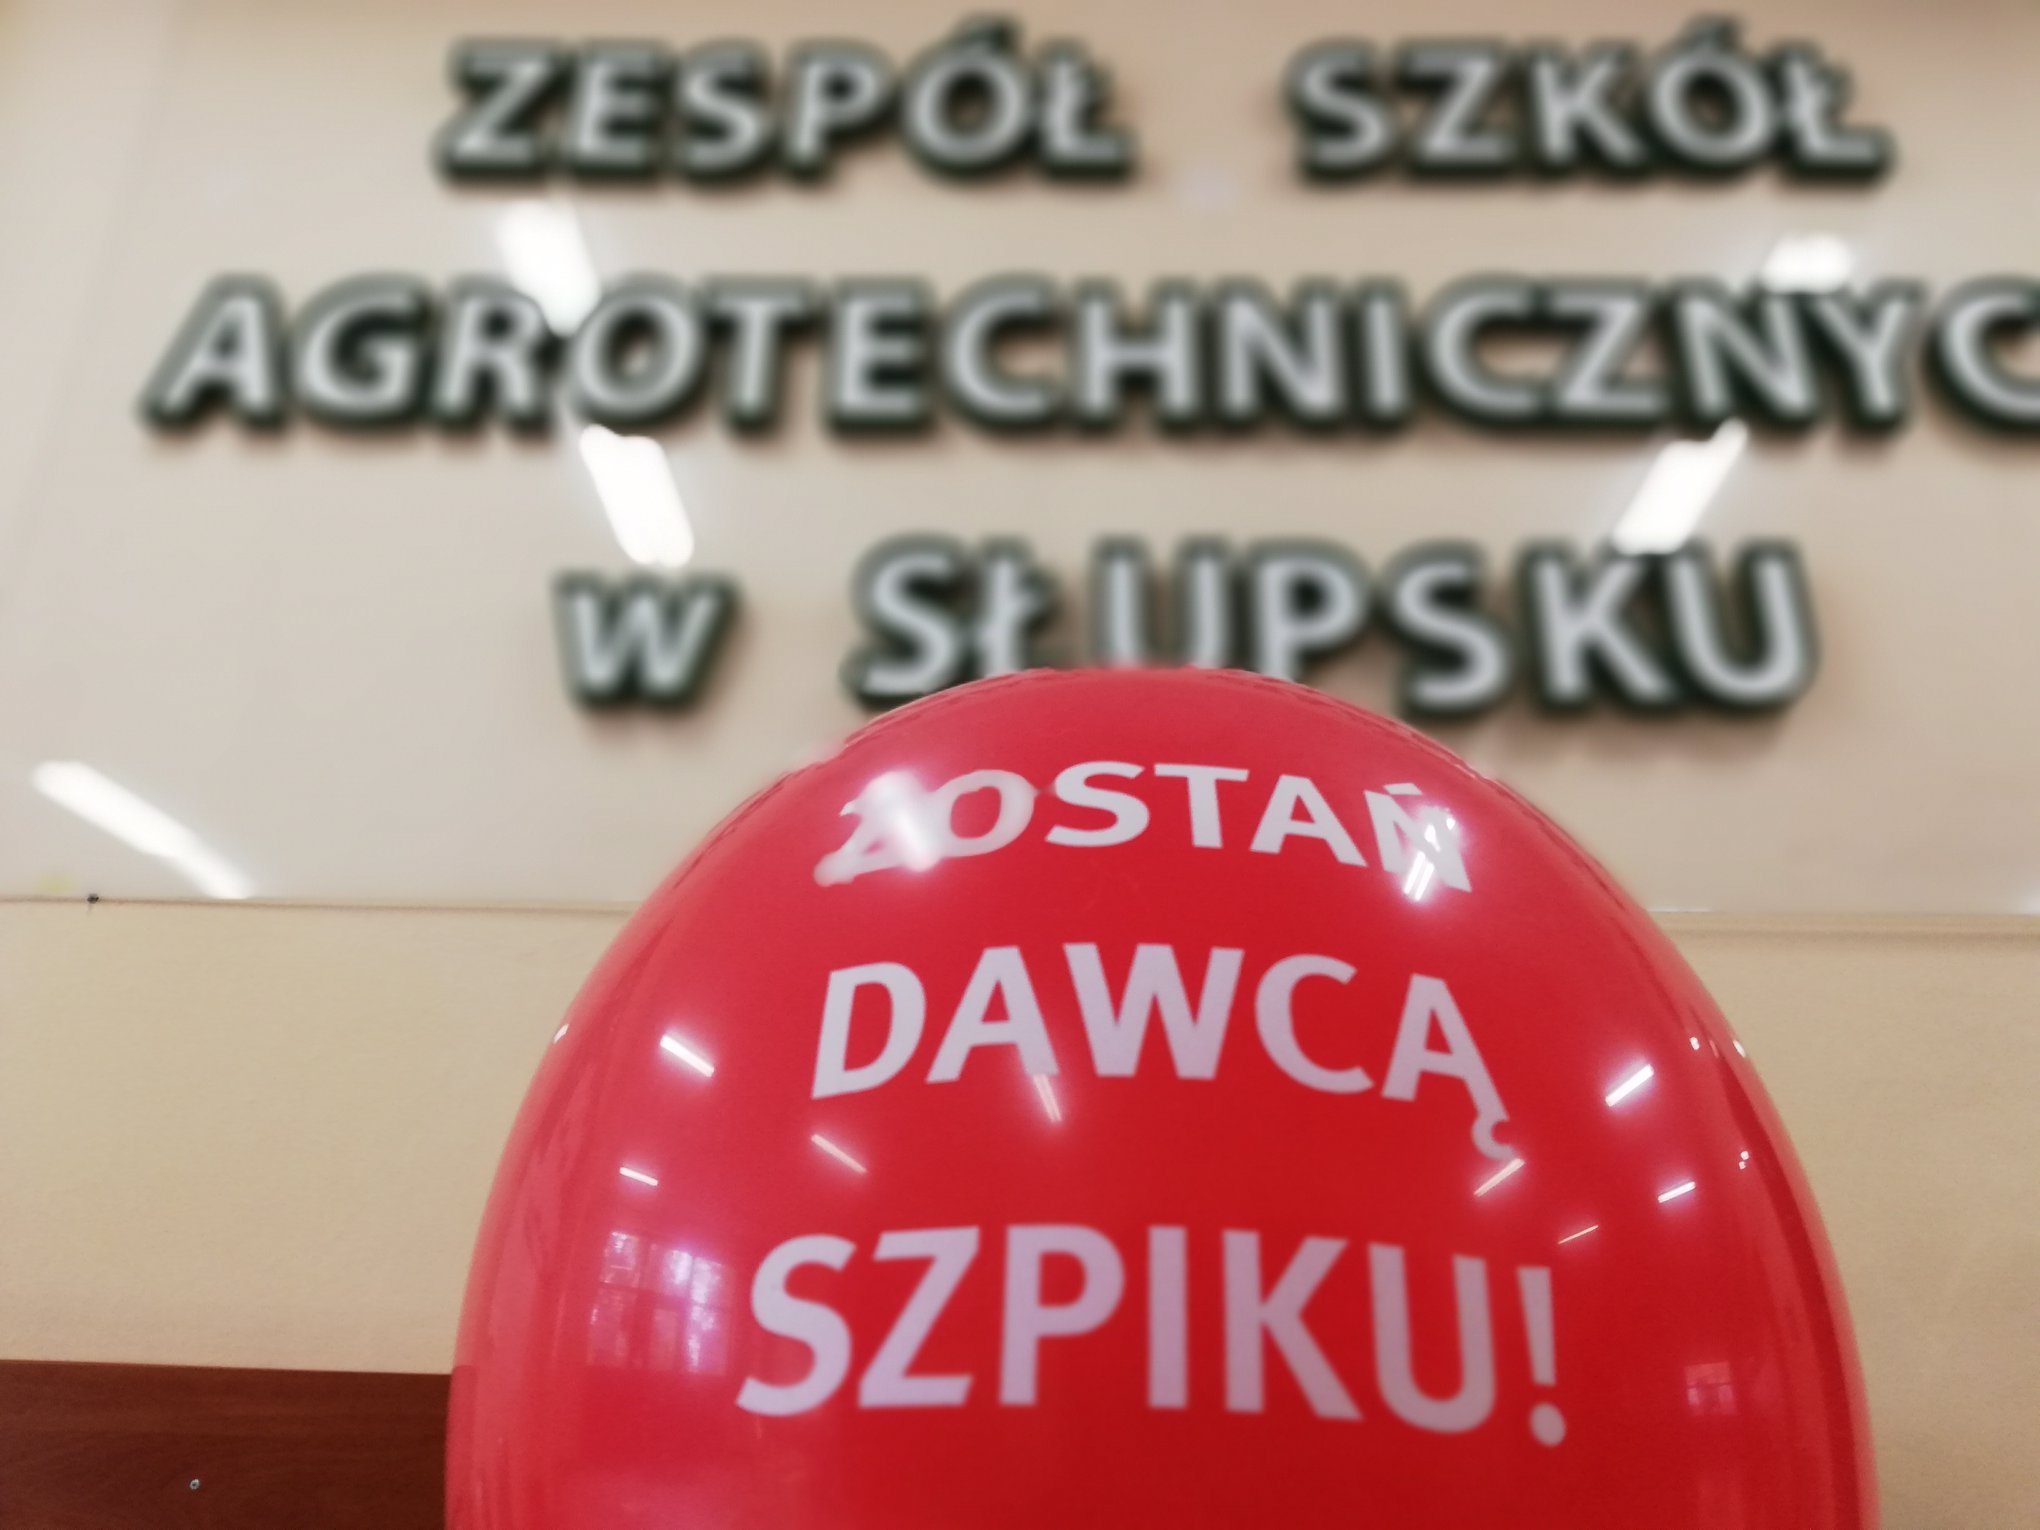 ZESPÓŁ SZKÓŁ
AGROTECHNICZNYC
w SŁUPSKU
ZOSTAŃ
DAWCĄ
SZPIKU!